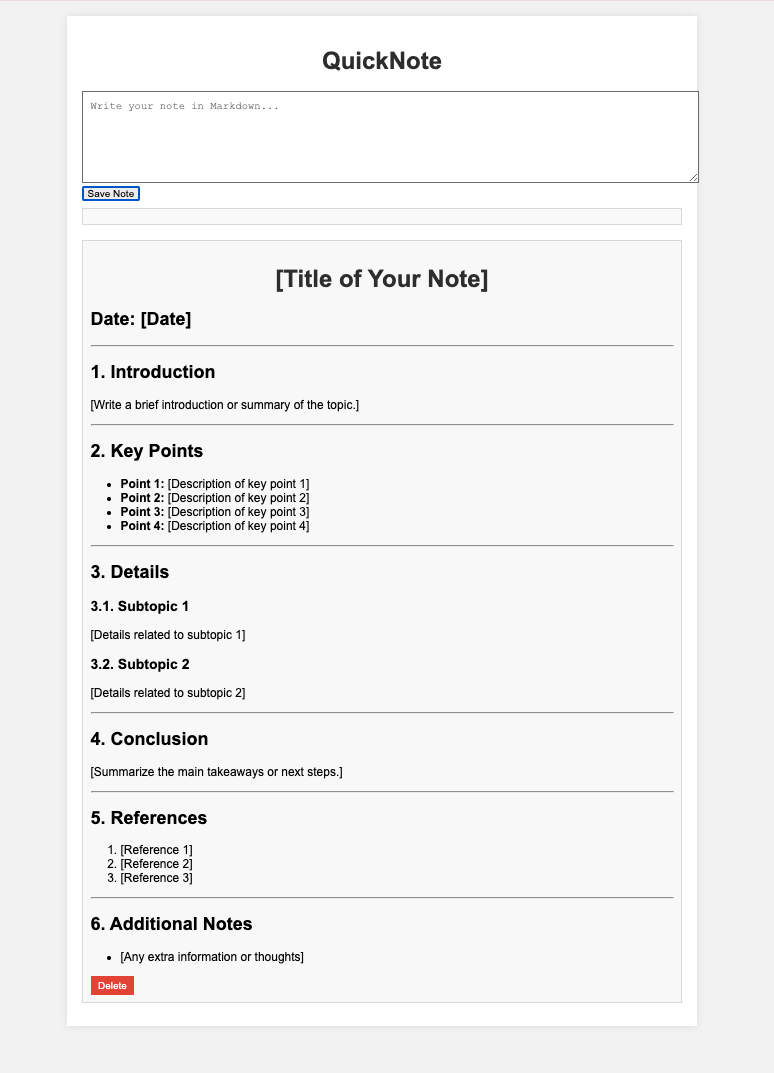 QuickNote
Write your note in Markdown...
Save Note
[Title of Your Note]
Date: [Date]
1. Introduction
[Write a brief introduction or summary of the topic.]
2. Key Points
• Point 1: [Description of key point 1]
• Point 2: [Description of key point 2]
• Point 3: [Description of key point 3]
• Point 4: [Description of key point 4]
3. Details
3.1. Subtopic 1
[Details related to subtopic 1]
3.2. Subtopic 2
[Details related to subtopic 2]
4. Conclusion
[Summarize the main takeaways or next steps.]
5. References
1. [Reference 1]
2. [Reference 2]
3. [Reference 3]
6. Additional Notes
• [Any extra information or thoughts]
Delete